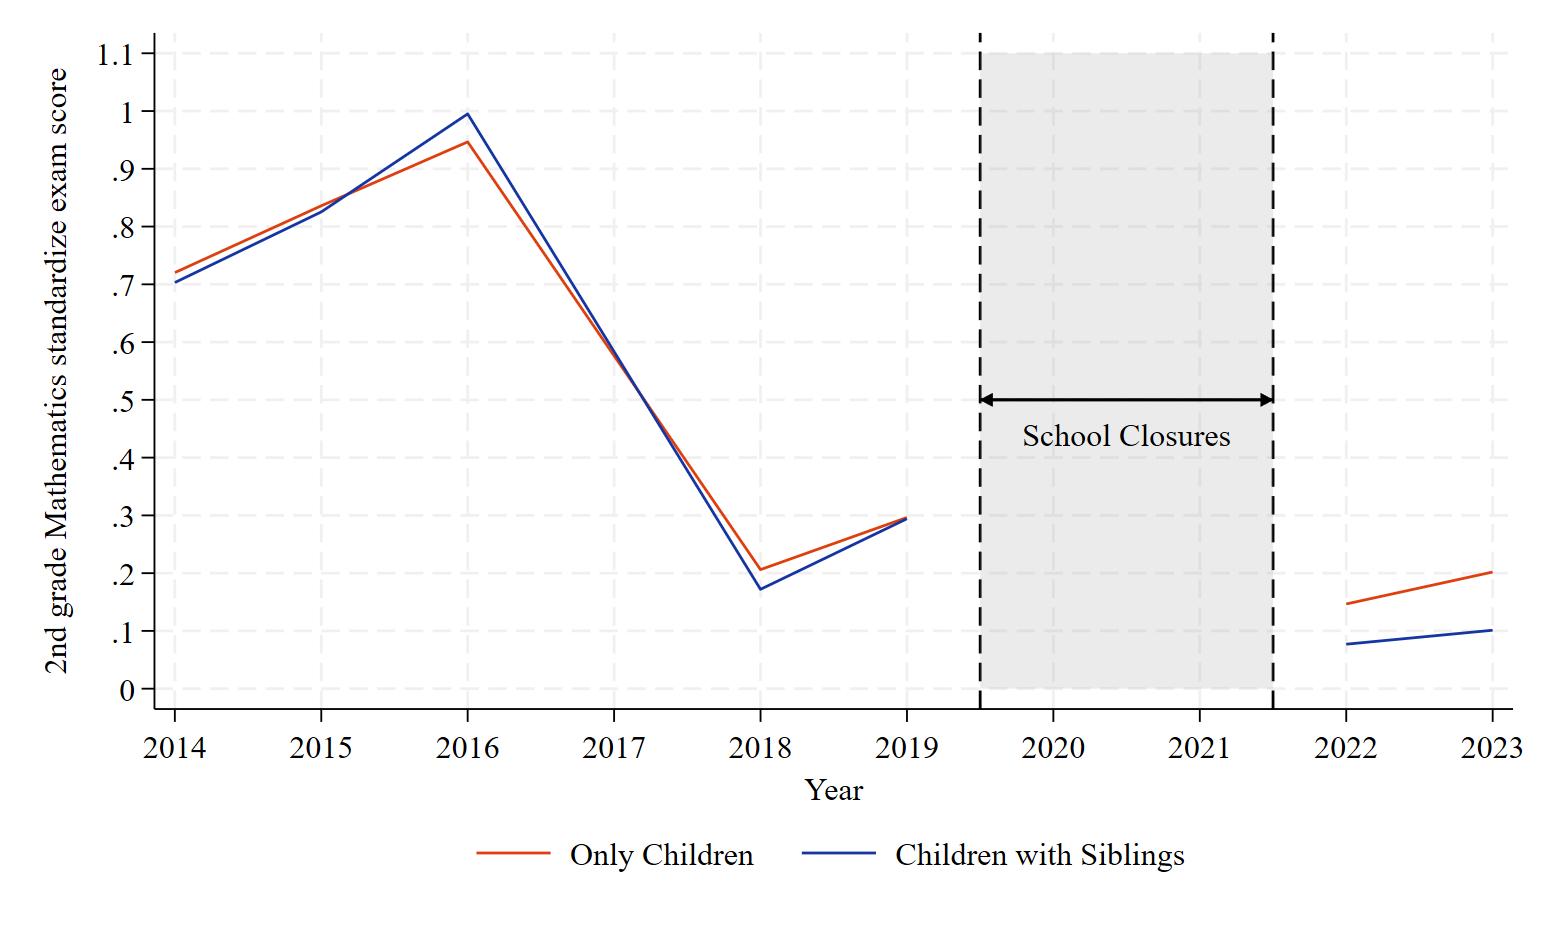 2nd grade Mathematics standardize exam score
1.1
1
.9
.8
.7
.6
.5
.4
.3
.2
.1
0
School Closures
2014 2015 2016 2017 2018 2019 2020 2021 2022 2023
Year
Only Children Children with Siblings